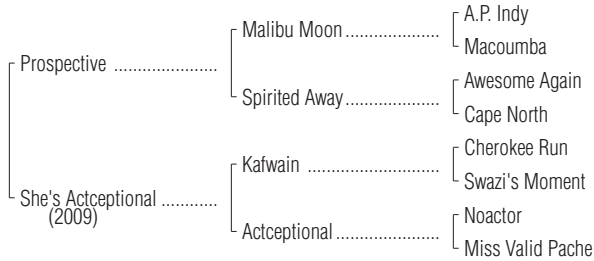 A.P. Indy
Malibu Moon ....................
Macoumba
Prospective ......................
Awesome Again
Spirited Away ....................
Cape North
Cherokee Run
Kafwain ............................
Swazi's Moment
She's Actceptional ............
(2009)
Noactor
Actceptional ......................
Miss Valid Pache